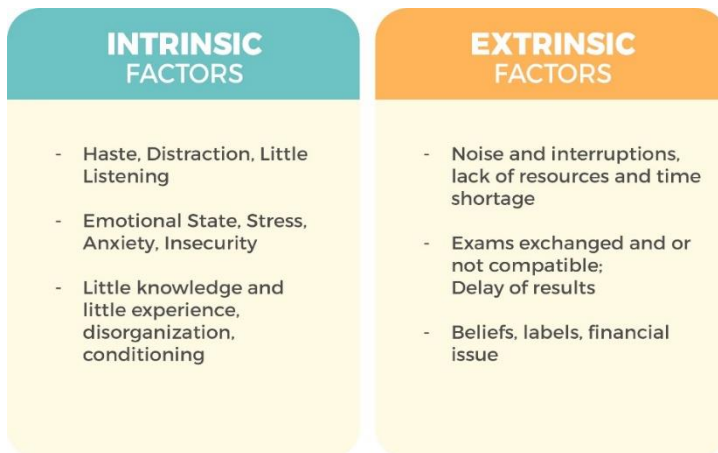 INTRINSIC
FACTORS
- Haste, Distraction, Little
Listening
- Emotional State, Stress,
Anxiety, Insecurity
- Little knowledge and
little experience,
disorganization,
conditioning
EXTRINSIC
FACTORS
- Noise and interruptions,
lack of resources and time
shortage
- Exams exchanged and or
not compatible;
Delay of results
- Beliefs, labels, financial
issue